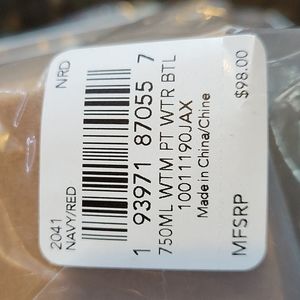 2041 NRD
NAVY/RED
1 93971 87055 7
750ML WTM PT WTR BTL
10011190JAX
Made in China/Chine
MFSRP $98.00